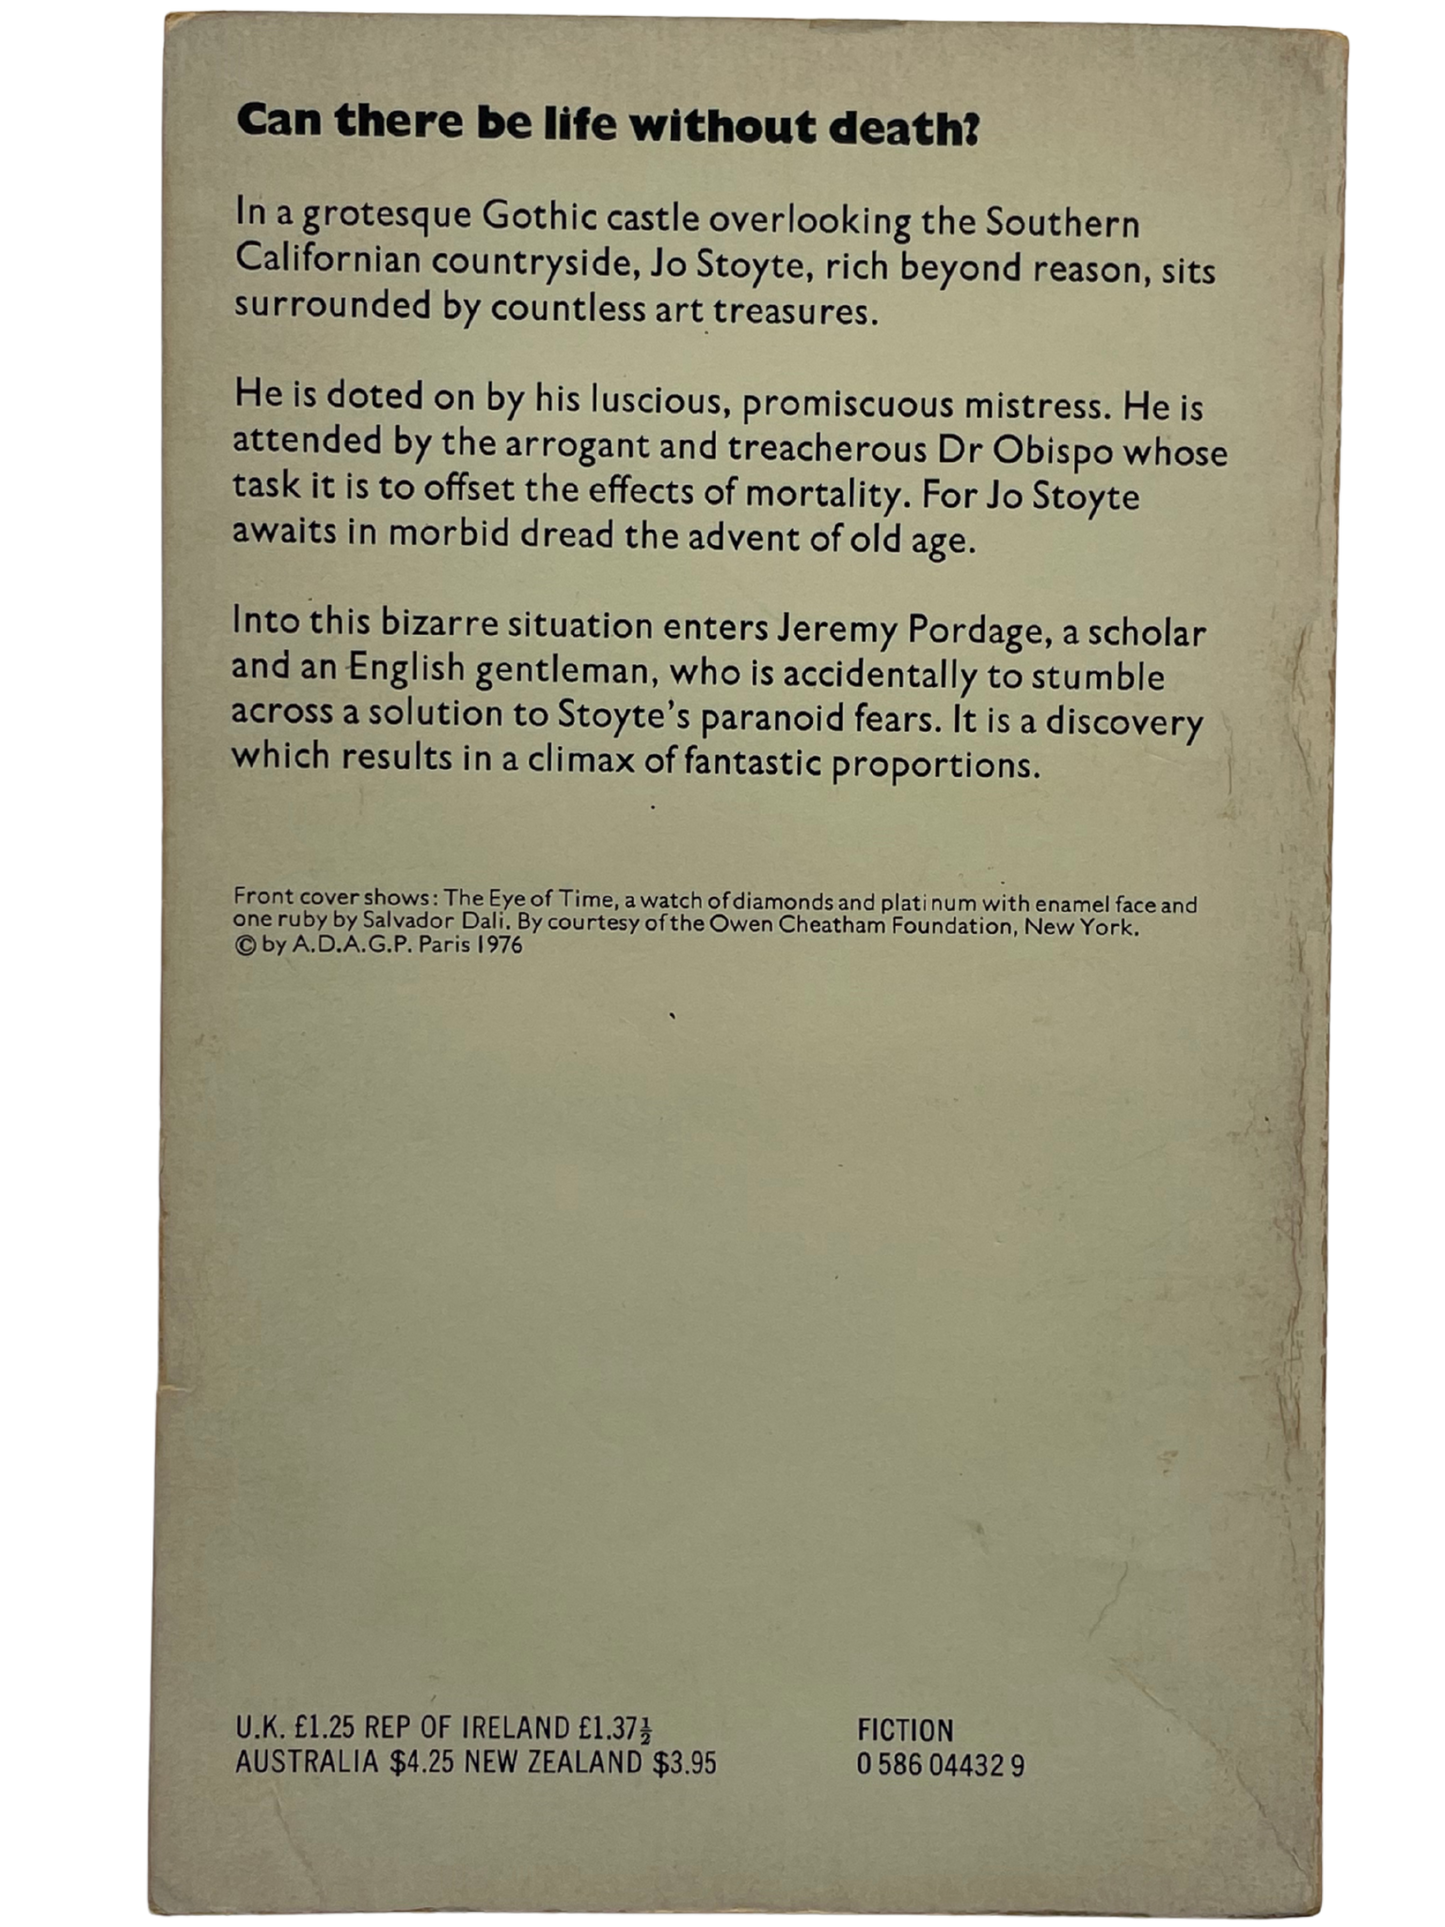 Can there be life without death?
In a grotesque Gothic castle overlooking the Southern
Californian countryside, Jo Stoyte, rich beyond reason, sits
surrounded by countless art treasures.
He is doted on by his luscious, promiscuous mistress. He is
attended by the arrogant and treacherous Dr Obispo whose
task it is to offset the effects of mortality. For Jo Stoyte
awaits in morbid dread the advent of old age.
Into this bizarre situation enters Jeremy Pordage, a scholar
and an English gentleman, who is accidentally to stumble
across a solution to Stoyte's paranoid fears. It is a discovery
which results in a climax of fantastic proportions.
Front cover shows: The Eye of Time, a watch of diamonds and platinum with enamel face and
one ruby by Salvador Dali. By courtesy of the Owen Cheatham Foundation, New York.
© by A.D.A.G.P. Paris 1976
U.K. £1.25 REP OF IRELAND £1.37½
AUSTRALIA $4.25 NEW ZEALAND $3.95
FICTION
0 586 04432 9